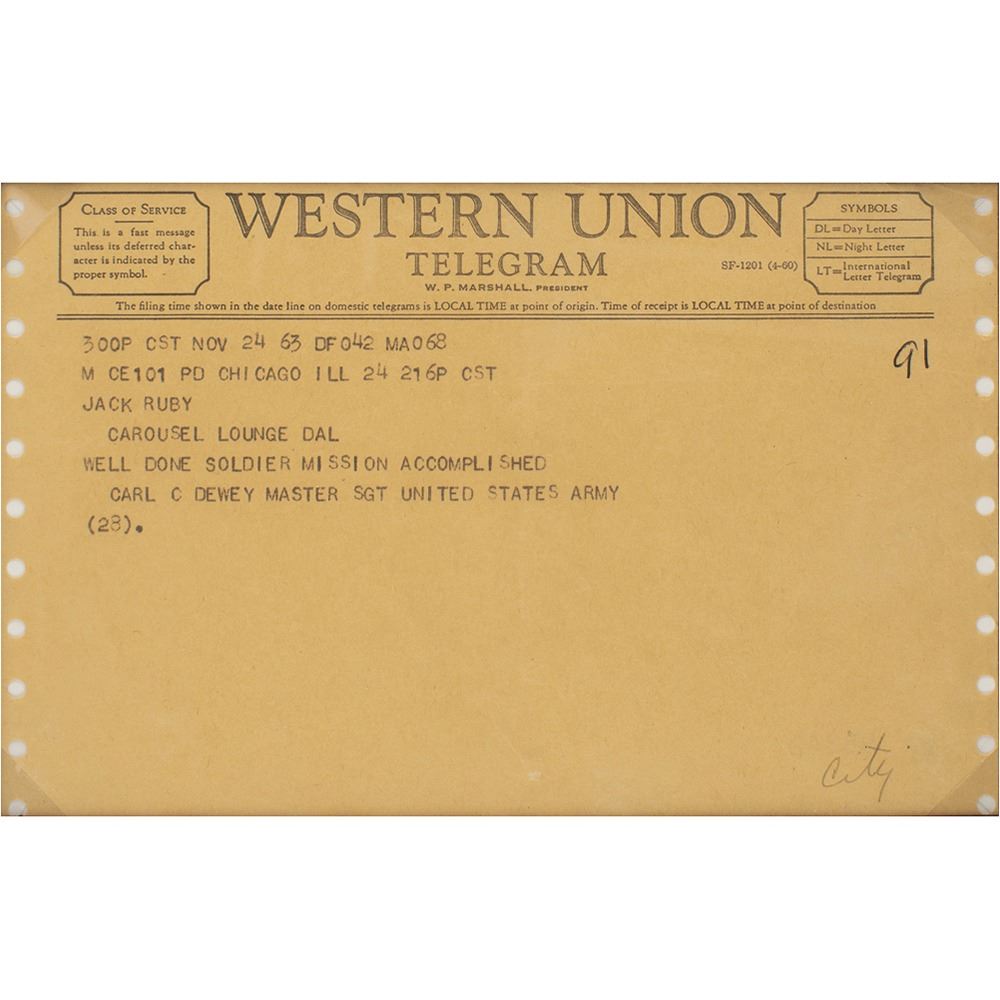 CLASS OF SERVICE
This is a fast message
unless its deferred char-
acter is indicated by the
proper symbol.
WESTERN UNION
TELEGRAM
W. P. MARSHALL, PRESIDENT
SF-1201 (4-60)
SYMBOLS
DL=Day Letter
NL=Night Letter
LT=International Letter Telegram
The filing time shown in the date line on domestic telegrams is LOCAL TIME at point of origin. Time of receipt is LOCAL TIME at point of destination
300P CST NOV 24 63 DF042 MA068
91
M CE101 PD CHICAGO ILL 24 216P CST
JACK RUBY
CAROUSEL LOUNGE DAL
WELL DONE SOLDIER MISSION ACCOMPLISHED
CARL C DEWEY MASTER SGT UNITED STATES ARMY
(28).
city